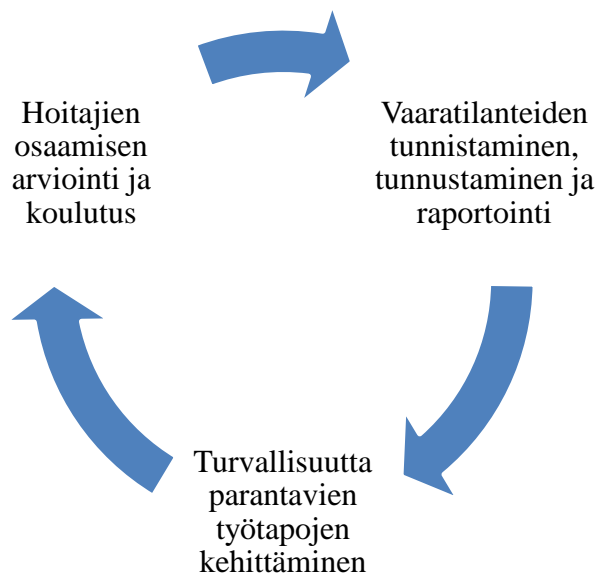 Hoitajien
osaamisen
arviointi ja
koulutus
Vaaratilanteiden
tunnistaminen,
tunnustaminen ja
raportointi
Turvallisuutta
parantavien
työtapojen
kehittäminen